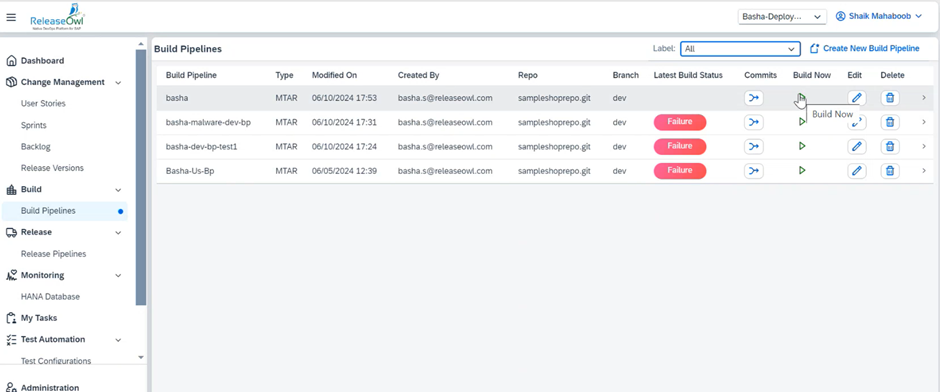 ReleaseOwl
Native DevOps Platform for SAP
Basha-Deploy...
Shaik Mahaboob
Dashboard
Change Management
User Stories
Sprints
Backlog
Release Versions
Build
Build Pipelines
Release
Release Pipelines
Monitoring
HANA Database
My Tasks
Test Automation
Test Configurations
Administration
Build Pipelines
Label: All
Create New Build Pipeline
Build Pipeline Type Modified On Created By Repo Branch Latest Build Status Commits Build Now Edit Delete
basha MTAR 06/10/2024 17:53 basha.s@releaseowl.com sampleshoprepo.git dev
Build Now
basha-malware-dev-bp MTAR 06/10/2024 17:31 basha.s@releaseowl.com sampleshoprepo.git dev Failure
basha-dev-bp-test1 MTAR 06/10/2024 17:24 basha.s@releaseowl.com sampleshoprepo.git dev Failure
Basha-Us-Bp MTAR 06/05/2024 12:39 basha.s@releaseowl.com sampleshoprepo.git dev Failure